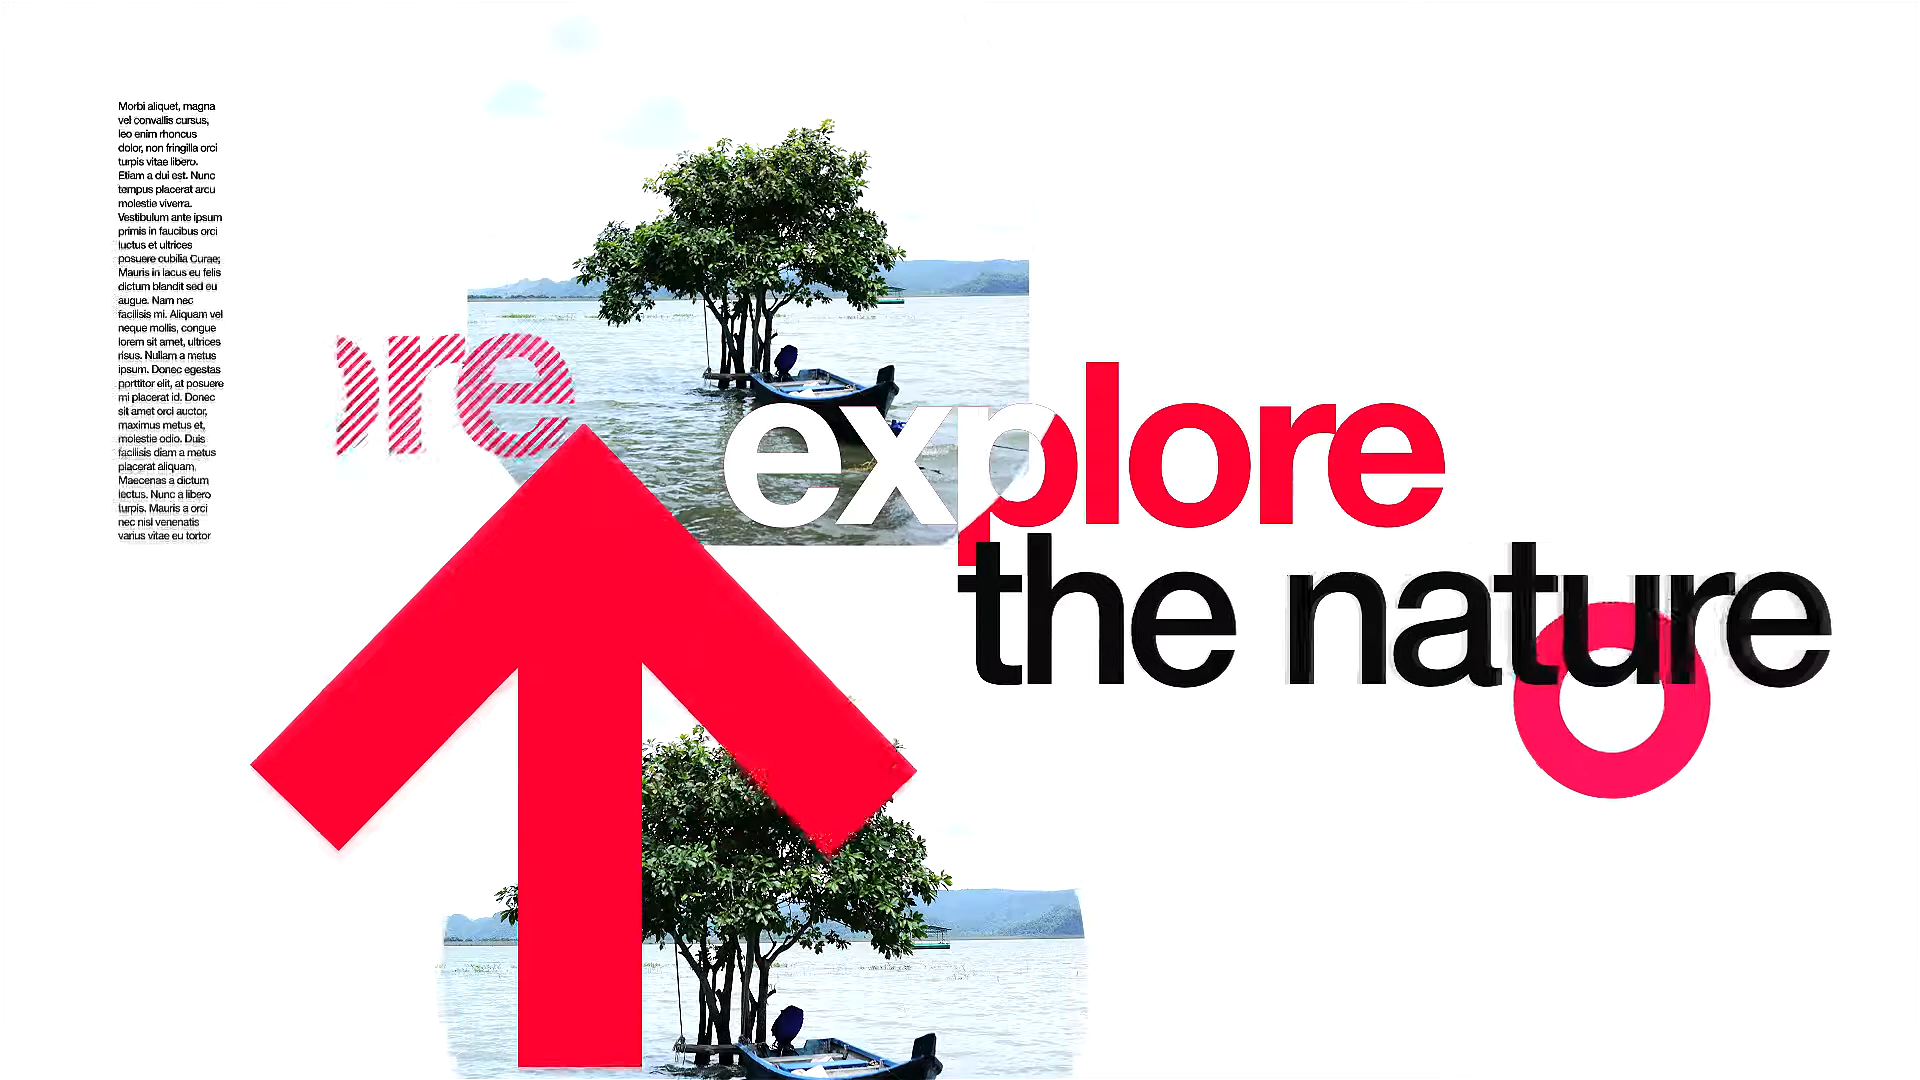 Morbi aliquet, magna
vel convallis cursus,
leo enim rhoncus
dolor, non fringilla orci
turpis vitae libero.
Etiam a dui est. Nunc
tempus placerat arcu
molestie viverra.
Vestibulum ante ipsum
primis in faucibus orci
luctus et ultrices
posuere cubilia Curae;
Mauris in lacus eu felis
dictum blandit sed eu
augue. Nam nec
facilisis mi. Aliquam vel
neque mollis, congue
lorem sit amet, ultrices
risus. Nullam a metus
ipsum. Donec egestas
porttitor elit, at posuere
mi placerat id. Donec
sit amet orci auctor,
maximus metus et,
molestie odio. Duis
facilisis diam a metus
placerat aliquam,
Maecenas a dictum
lectus. Nunc a libero
turpis. Mauris a orci
nec nisl venenatis
varius vitae eu tortor
ore
explore
the nature